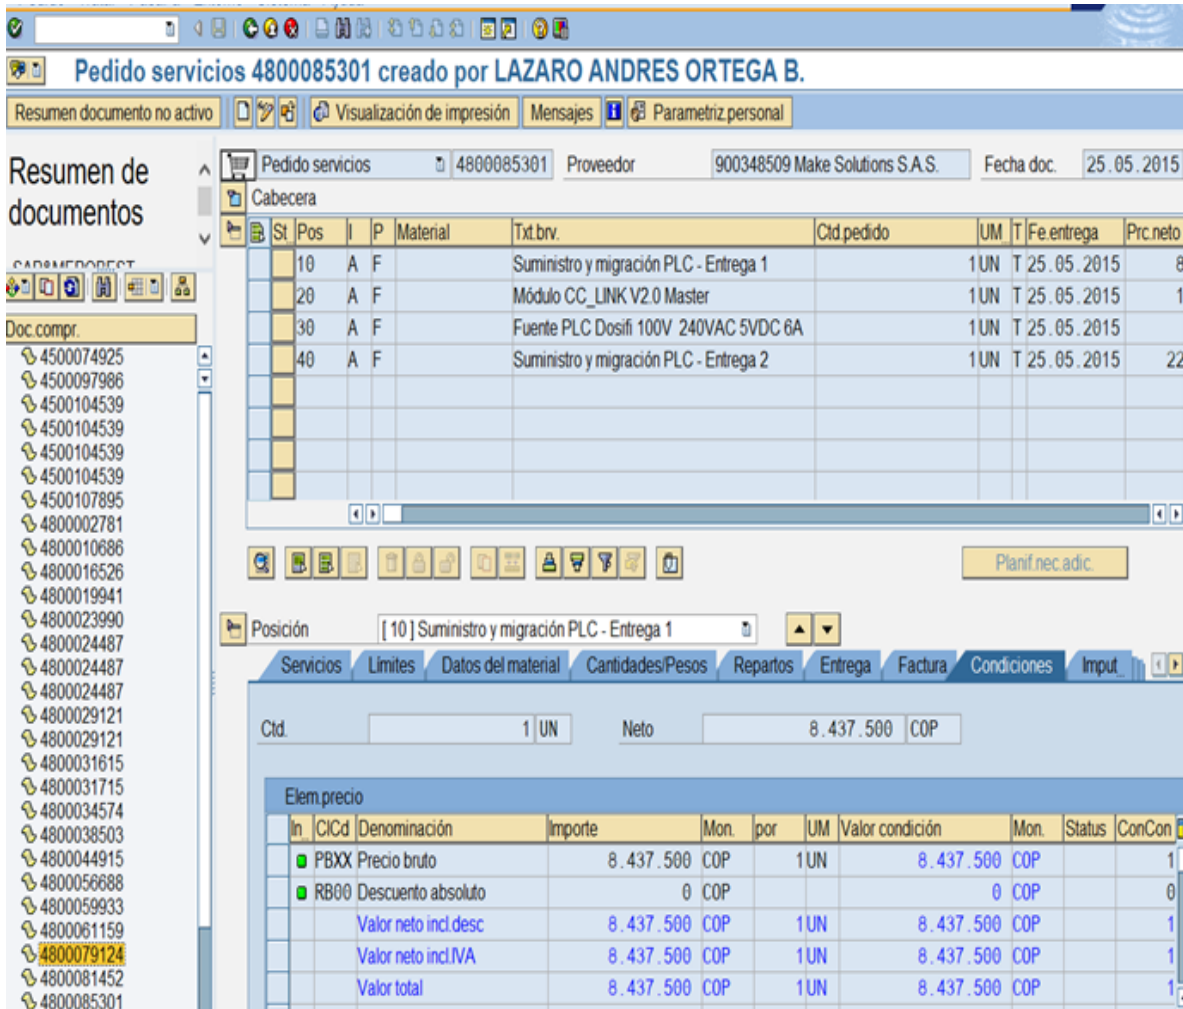 Pedido servicios 4800085301 creado por LAZARO ANDRES ORTEGA B.
Resumen documento no activo Visualización de impresión Mensajes Parametriz.personal
Resumen de documentos
Pedido servicios 4800085301 Proveedor 900348509 Make Solutions S.A.S. Fecha doc. 25.05.2015
Cabecera
St Pos I P Material Txt.brv. Ctd.pedido UM T Fe.entrega Prc.neto
10 A F Suministro y migración PLC - Entrega 1 1 UN T 25.05.2015 8
20 A F Módulo CC_LINK V2.0 Master 1 UN T 25.05.2015 1
30 A F Fuente PLC Dosifi 100V 240VAC 5VDC 6A 1 UN T 25.05.2015
40 A F Suministro y migración PLC - Entrega 2 1 UN T 25.05.2015 22
Planif.nec.adic.
Doc.compr.
4500074925
4500097986
4500104539
4500104539
4500104539
4500104539
4500107895
4800002781
4800010686
4800016526
4800019941
4800023990
4800024487
4800024487
4800024487
4800029121
4800029121
4800031615
4800031715
4800034574
4800038503
4800044915
4800056688
4800059933
4800061159
4800079124
4800081452
4800085301
Posición [ 10 ] Suministro y migración PLC - Entrega 1
Servicios Límites Datos del material Cantidades/Pesos Repartos Entrega Factura Condiciones Imput_
Ctd. 1 UN Neto 8.437.500 COP
Elem.precio
In_ ClCd Denominación Importe Mon. por UM Valor condición Mon. Status ConCon
PBXX Precio bruto 8.437.500 COP 1 UN 8.437.500 COP 1
RB00 Descuento absoluto 0 COP 0 COP 0
Valor neto incl.desc 8.437.500 COP 1 UN 8.437.500 COP 1
Valor neto incl.IVA 8.437.500 COP 1 UN 8.437.500 COP 1
Valor total 8.437.500 COP 1 UN 8.437.500 COP 1